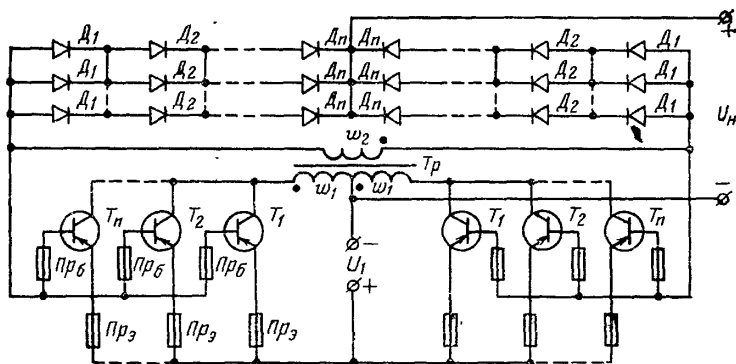 Д1 Д2 Дп Дп Д2 Д1 +
Д1 Д2 Дп Дп Д2 Д1 Uн
Д1 Д2 Дп Дп Д2 Д1
w2 Тр
w1 w1 −
Тп Т2 Т1 Т1 Т2 Тп
Прб Прб Прб − U1 +
Прэ Прэ Прэ